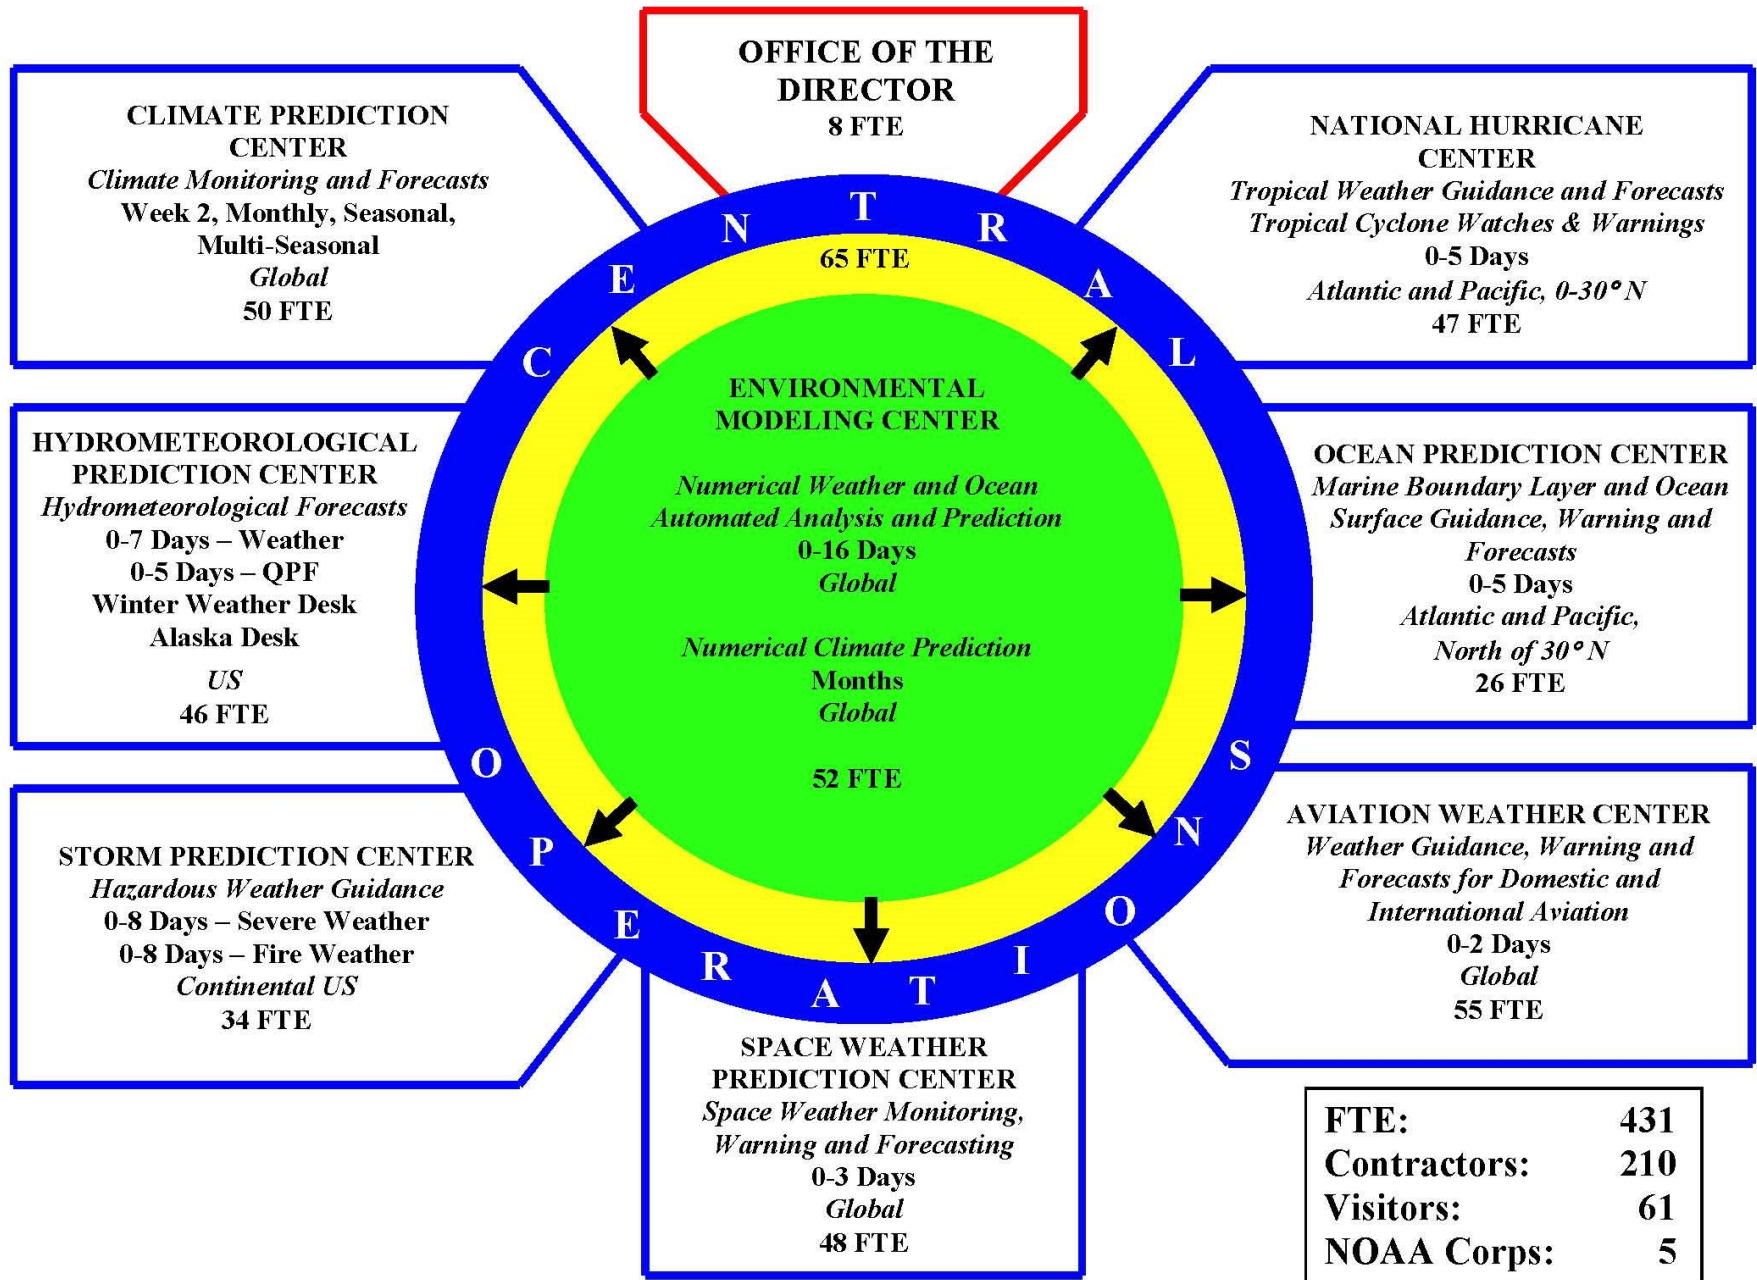 OFFICE OF THE
DIRECTOR
8 FTE
CLIMATE PREDICTION
CENTER
Climate Monitoring and Forecasts
Week 2, Monthly, Seasonal,
Multi-Seasonal
Global
50 FTE
NATIONAL HURRICANE
CENTER
Tropical Weather Guidance and Forecasts
Tropical Cyclone Watches & Warnings
0-5 Days
Atlantic and Pacific, 0-30° N
47 FTE
CENTRAL
65 FTE
ENVIRONMENTAL
MODELING CENTER
Numerical Weather and Ocean
Automated Analysis and Prediction
0-16 Days
Global
Numerical Climate Prediction
Months
Global
52 FTE
HYDROMETEOROLOGICAL
PREDICTION CENTER
Hydrometeorological Forecasts
0-7 Days – Weather
0-5 Days – QPF
Winter Weather Desk
Alaska Desk
US
46 FTE
OCEAN PREDICTION CENTER
Marine Boundary Layer and Ocean
Surface Guidance, Warning and
Forecasts
0-5 Days
Atlantic and Pacific,
North of 30° N
26 FTE
STORM PREDICTION CENTER
Hazardous Weather Guidance
0-8 Days – Severe Weather
0-8 Days – Fire Weather
Continental US
34 FTE
AVIATION WEATHER CENTER
Weather Guidance, Warning and
Forecasts for Domestic and
International Aviation
0-2 Days
Global
55 FTE
OPERATIONS
SPACE WEATHER
PREDICTION CENTER
Space Weather Monitoring,
Warning and Forecasting
0-3 Days
Global
48 FTE
FTE: 431
Contractors: 210
Visitors: 61
NOAA Corps: 5